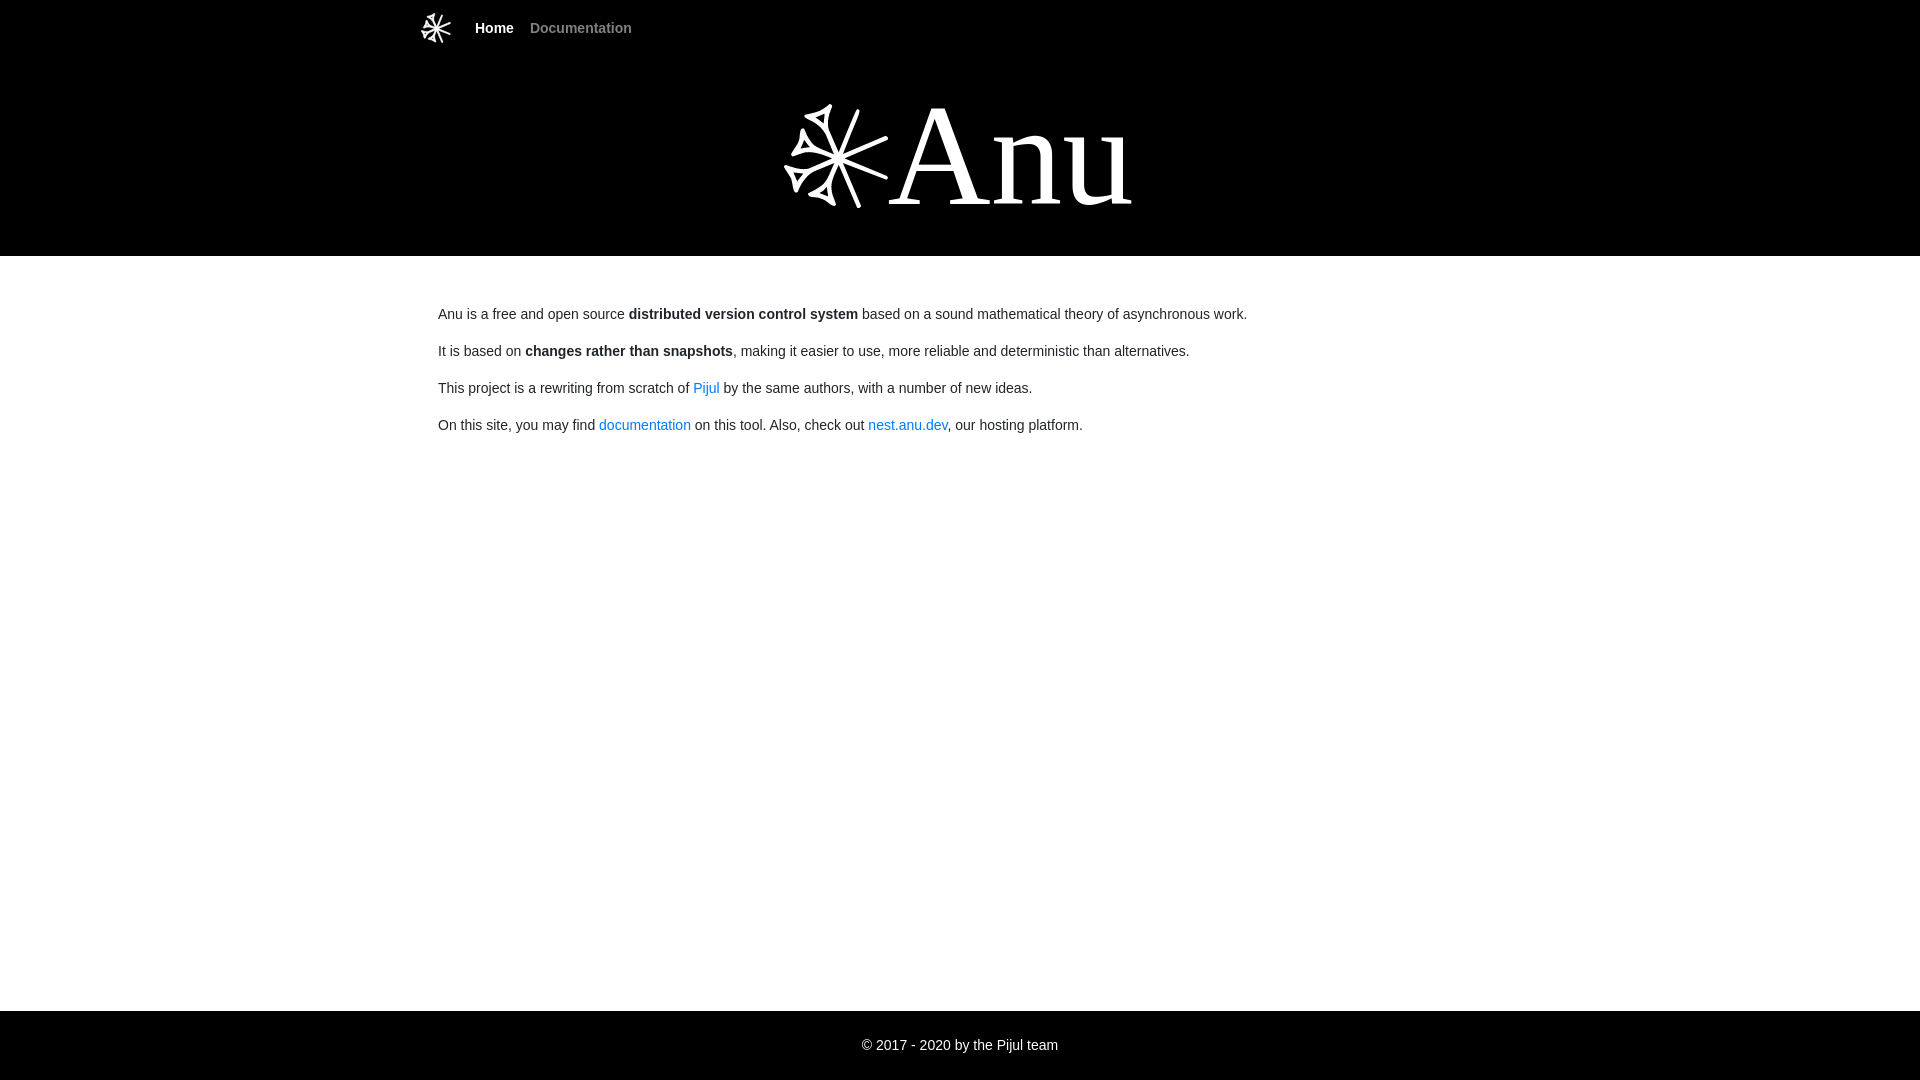 Home Documentation
Anu
Anu is a free and open source distributed version control system based on a sound mathematical theory of asynchronous work.
It is based on changes rather than snapshots, making it easier to use, more reliable and deterministic than alternatives.
This project is a rewriting from scratch of Pijul by the same authors, with a number of new ideas.
On this site, you may find documentation on this tool. Also, check out nest.anu.dev, our hosting platform.
© 2017 - 2020 by the Pijul team